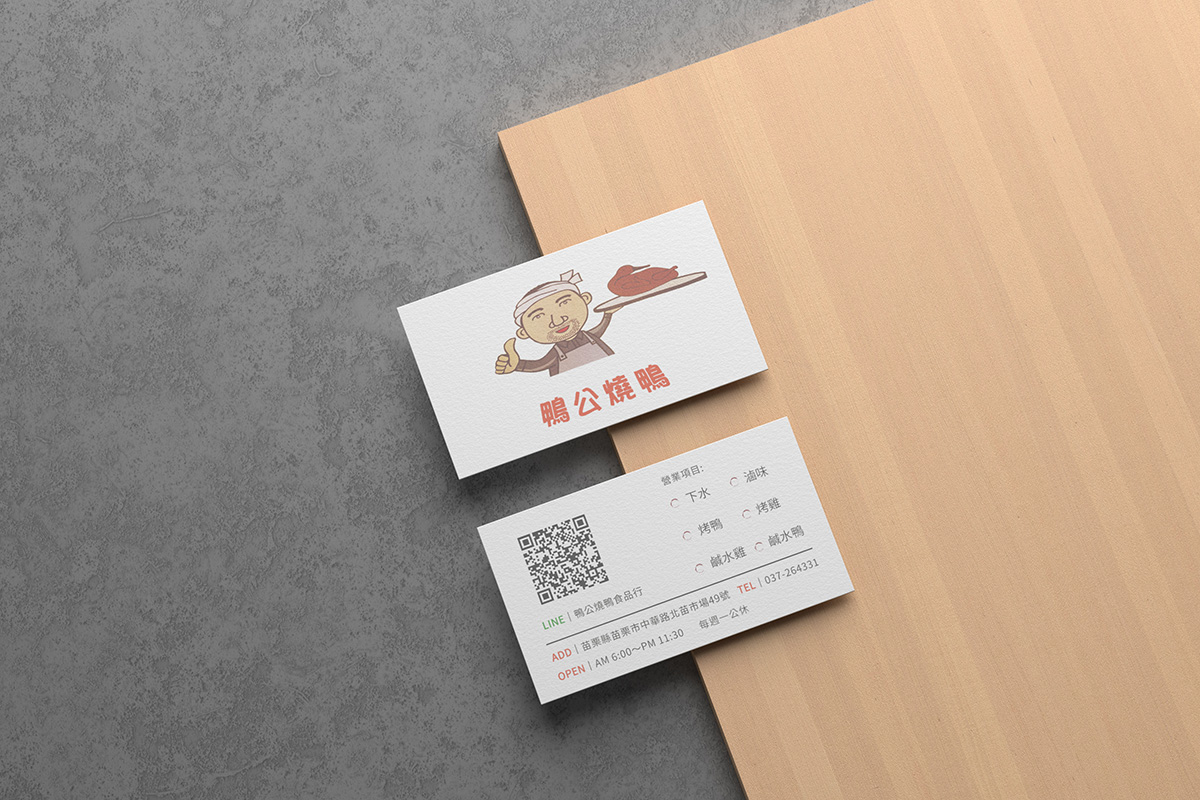 鴨公燒鴨
營業項目:
下水 滷味
烤鴨 烤雞
鹹水雞 鹹水鴨
LINE｜鴨公燒鴨食品行
ADD｜苗栗縣苗栗市中華路北苗市場49號 TEL｜037-264331
OPEN｜AM 6:00～PM 11:30 每週一公休